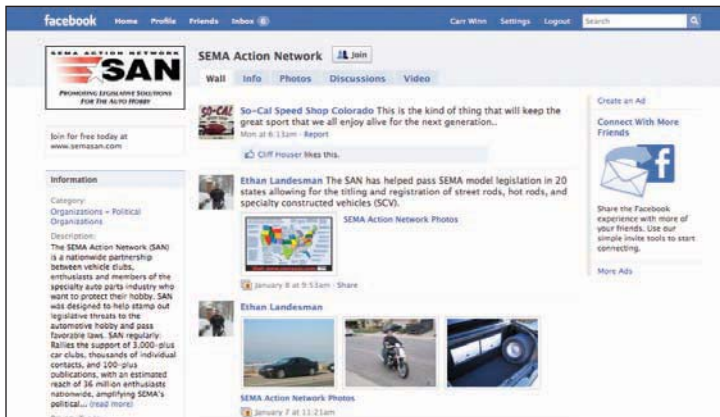 facebook Home Profile Friends Inbox Carr Winn Settings Logout Search
SEMA ACTION NETWORK
SAN
PROMOTING LEGISLATIVE SOLUTIONS
FOR THE AUTO HOBBY
Join for free today at
www.semasan.com
Information
Category:
Organizations - Political
Organizations
Description:
The SEMA Action Network (SAN)
is a nationwide partnership
between vehicle clubs,
enthusiasts and members of the
specialty auto parts industry who
want to protect their hobby. SAN
was designed to help stamp out
legislative threats to the
automotive hobby and pass
favorable laws. SAN regularly:
Rallies the support of 3,000-plus
car clubs, thousands of individual
contacts, and 100-plus
publications, with an estimated
reach of 36 million enthusiasts
nationwide, amplifying SEMA's
political... (read more)
SEMA Action Network Join
Wall Info Photos Discussions Video
SO-CAL
So-Cal Speed Shop Colorado This is the kind of thing that will keep the
great sport that we all enjoy alive for the next generation..
Mon at 6:13am · Report
Cliff Houser likes this.
Ethan Landesman The SAN has helped pass SEMA model legislation in 20
states allowing for the titling and registration of street rods, hot rods, and
specialty constructed vehicles (SCV).
SEMA Action Network Photos
January 8 at 9:53am · Share
Ethan Landesman
SEMA Action Network Photos
January 7 at 11:21am
Create an Ad
Connect With More
Friends
Share the Facebook
experience with more of
your friends. Use our
simple invite tools to start
connecting.
More Ads